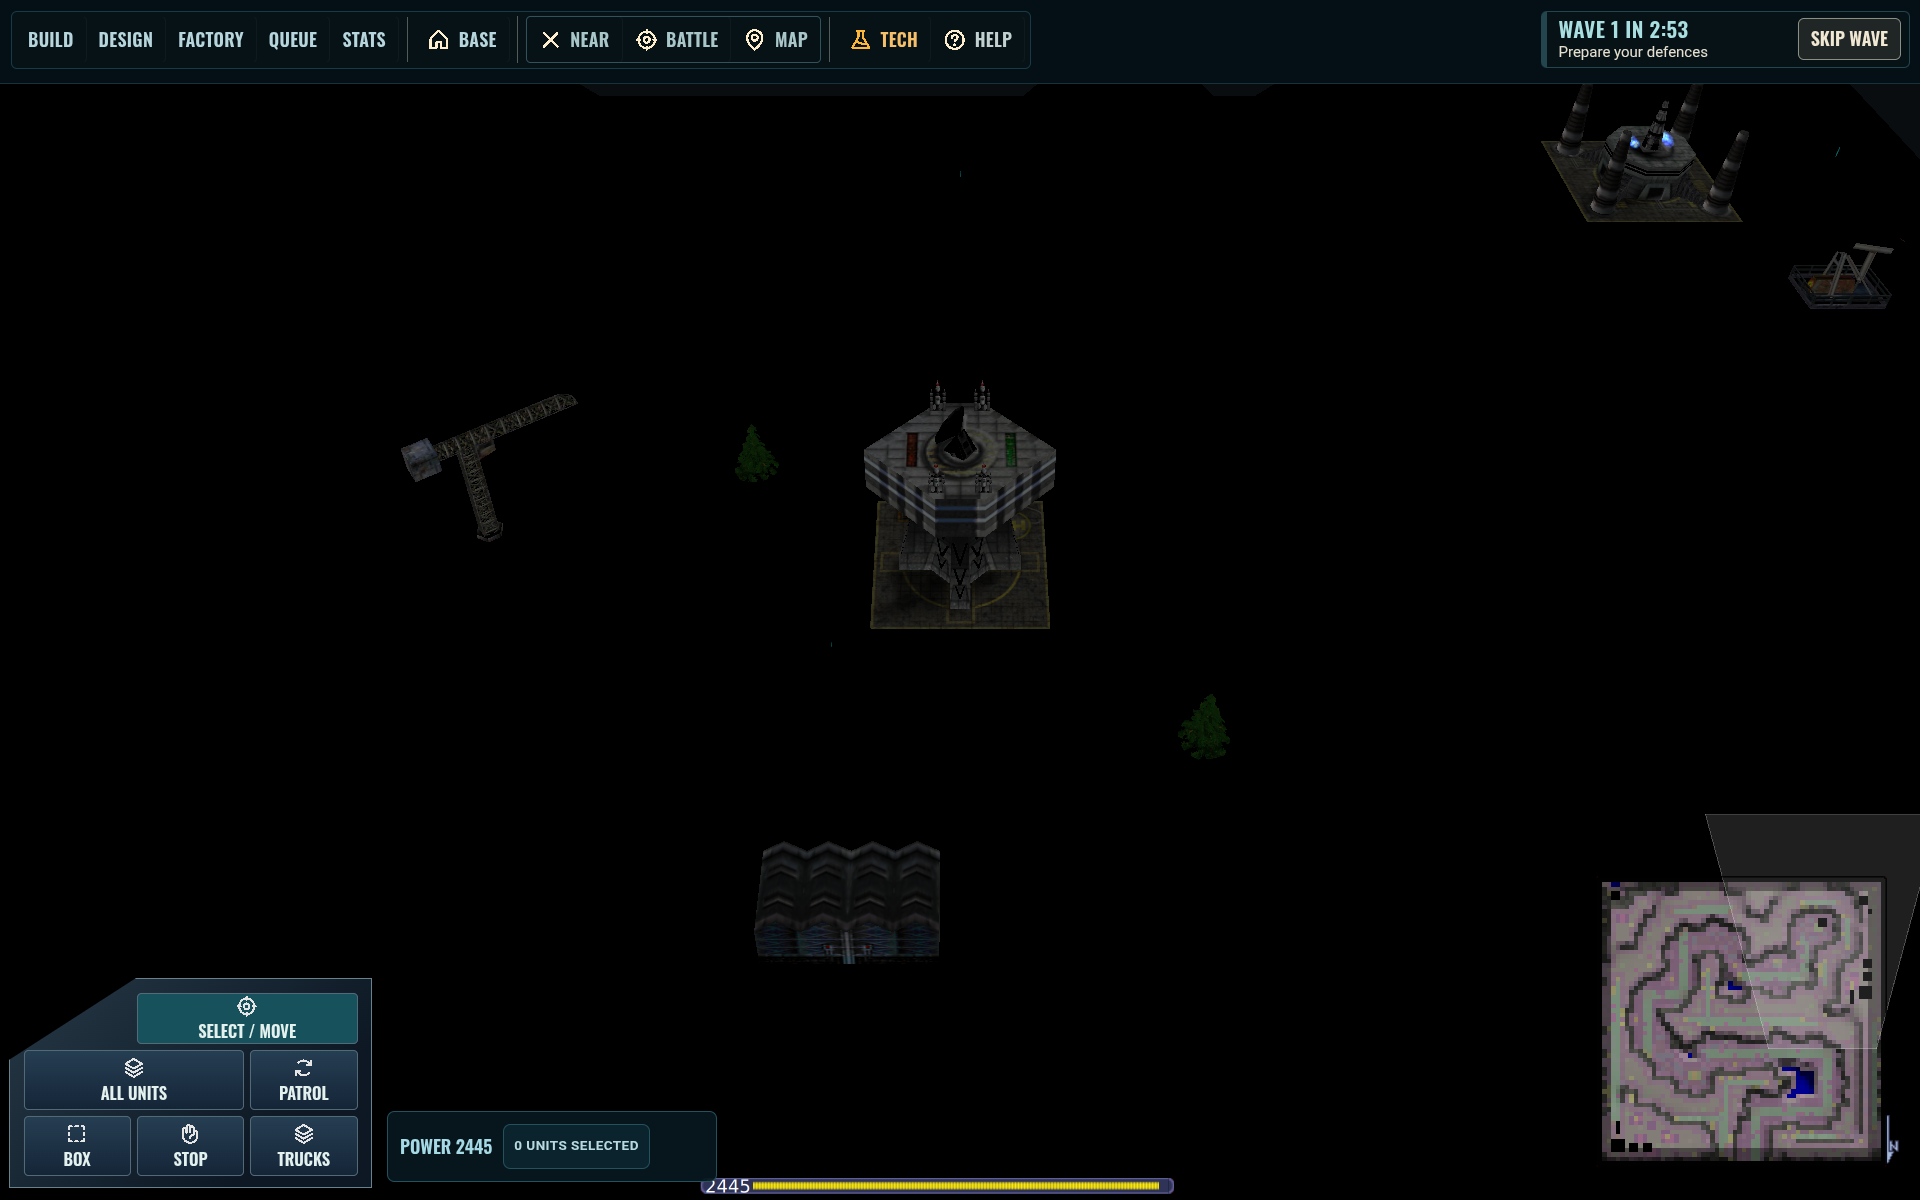 BUILD DESIGN FACTORY QUEUE STATS BASE NEAR BATTLE MAP TECH HELP
WAVE 1 IN 2:53
Prepare your defences
SKIP WAVE
SELECT / MOVE
ALL UNITS PATROL
BOX STOP TRUCKS
POWER 2445 0 UNITS SELECTED
2445
N